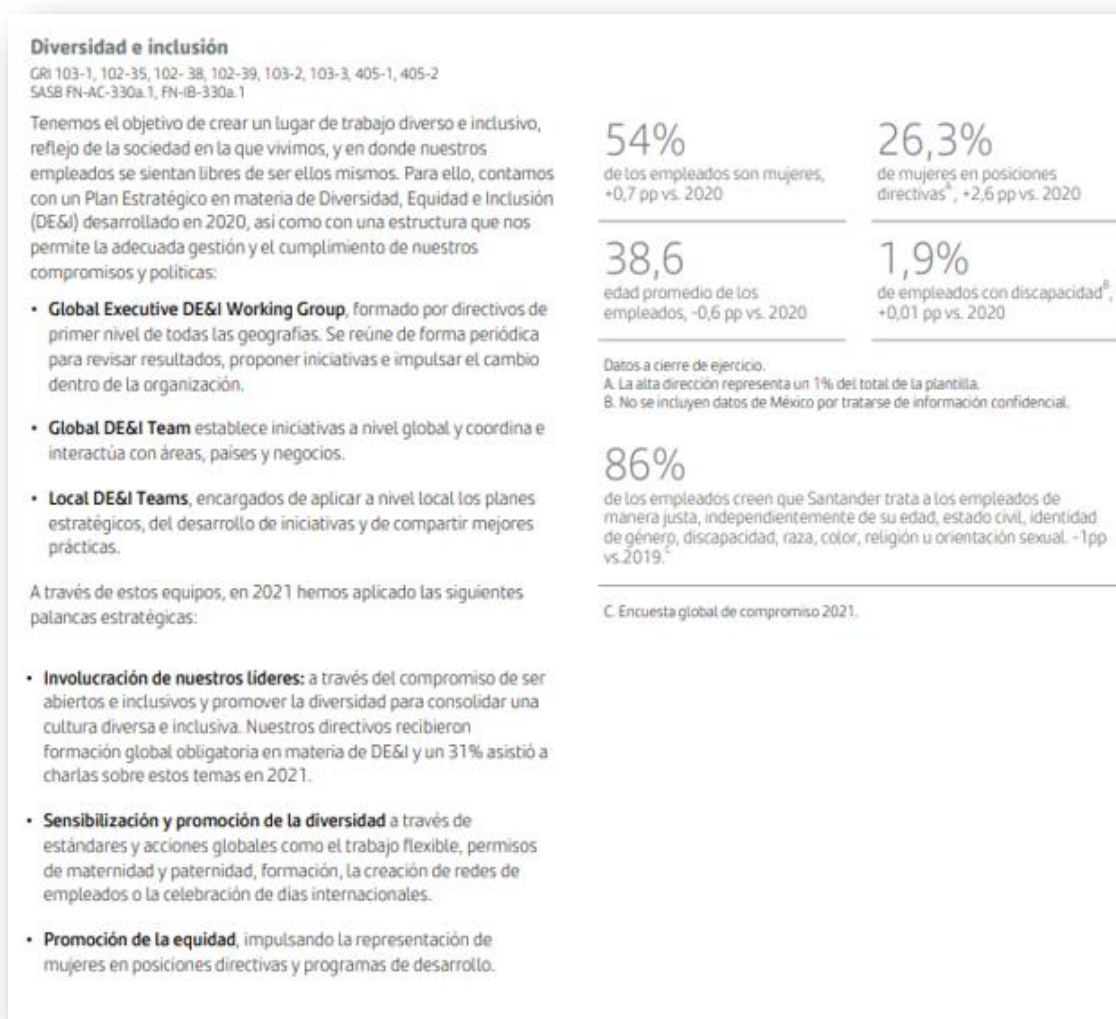 Diversidad e inclusión
GRI 103-1, 102-35, 102- 38, 102-39, 103-2, 103-3, 405-1, 405-2
SASB FN-AC-330a.1, FN-IB-330a.1
Tenemos el objetivo de crear un lugar de trabajo diverso e inclusivo,
reflejo de la sociedad en la que vivimos, y en donde nuestros
empleados se sientan libres de ser ellos mismos. Para ello, contamos
con un Plan Estratégico en materia de Diversidad, Equidad e Inclusión
(DE&I) desarrollado en 2020, así como con una estructura que nos
permite la adecuada gestión y el cumplimiento de nuestros
compromisos y políticas:
• Global Executive DE&I Working Group, formado por directivos de
primer nivel de todas las geografías. Se reúne de forma periódica
para revisar resultados, proponer iniciativas e impulsar el cambio
dentro de la organización.
• Global DE&I Team establece iniciativas a nivel global y coordina e
interactúa con áreas, países y negocios.
• Local DE&I Teams, encargados de aplicar a nivel local los planes
estratégicos, del desarrollo de iniciativas y de compartir mejores
prácticas.
A través de estos equipos, en 2021 hemos aplicado las siguientes
palancas estratégicas:
• Involucración de nuestros líderes: a través del compromiso de ser
abiertos e inclusivos y promover la diversidad para consolidar una
cultura diversa e inclusiva. Nuestros directivos recibieron
formación global obligatoria en materia de DE&I y un 31% asistió a
charlas sobre estos temas en 2021.
• Sensibilización y promoción de la diversidad a través de
estándares y acciones globales como el trabajo flexible, permisos
de maternidad y paternidad, formación, la creación de redes de
empleados o la celebración de días internacionales.
• Promoción de la equidad, impulsando la representación de
mujeres en posiciones directivas y programas de desarrollo.
54%
de los empleados son mujeres,
+0,7 pp vs. 2020
26,3%
de mujeres en posiciones
directivas^A, +2,6 pp vs. 2020
38,6
edad promedio de los
empleados, -0,6 pp vs. 2020
1,9%
de empleados con discapacidad^B,
+0,01 pp vs. 2020
Datos a cierre de ejercicio.
A. La alta dirección representa un 1% del total de la plantilla.
B. No se incluyen datos de México por tratarse de información confidencial.
86%
de los empleados creen que Santander trata a los empleados de
manera justa, independientemente de su edad, estado civil, identidad
de género, discapacidad, raza, color, religión u orientación sexual. -1pp
vs.2019.^C
C. Encuesta global de compromiso 2021.